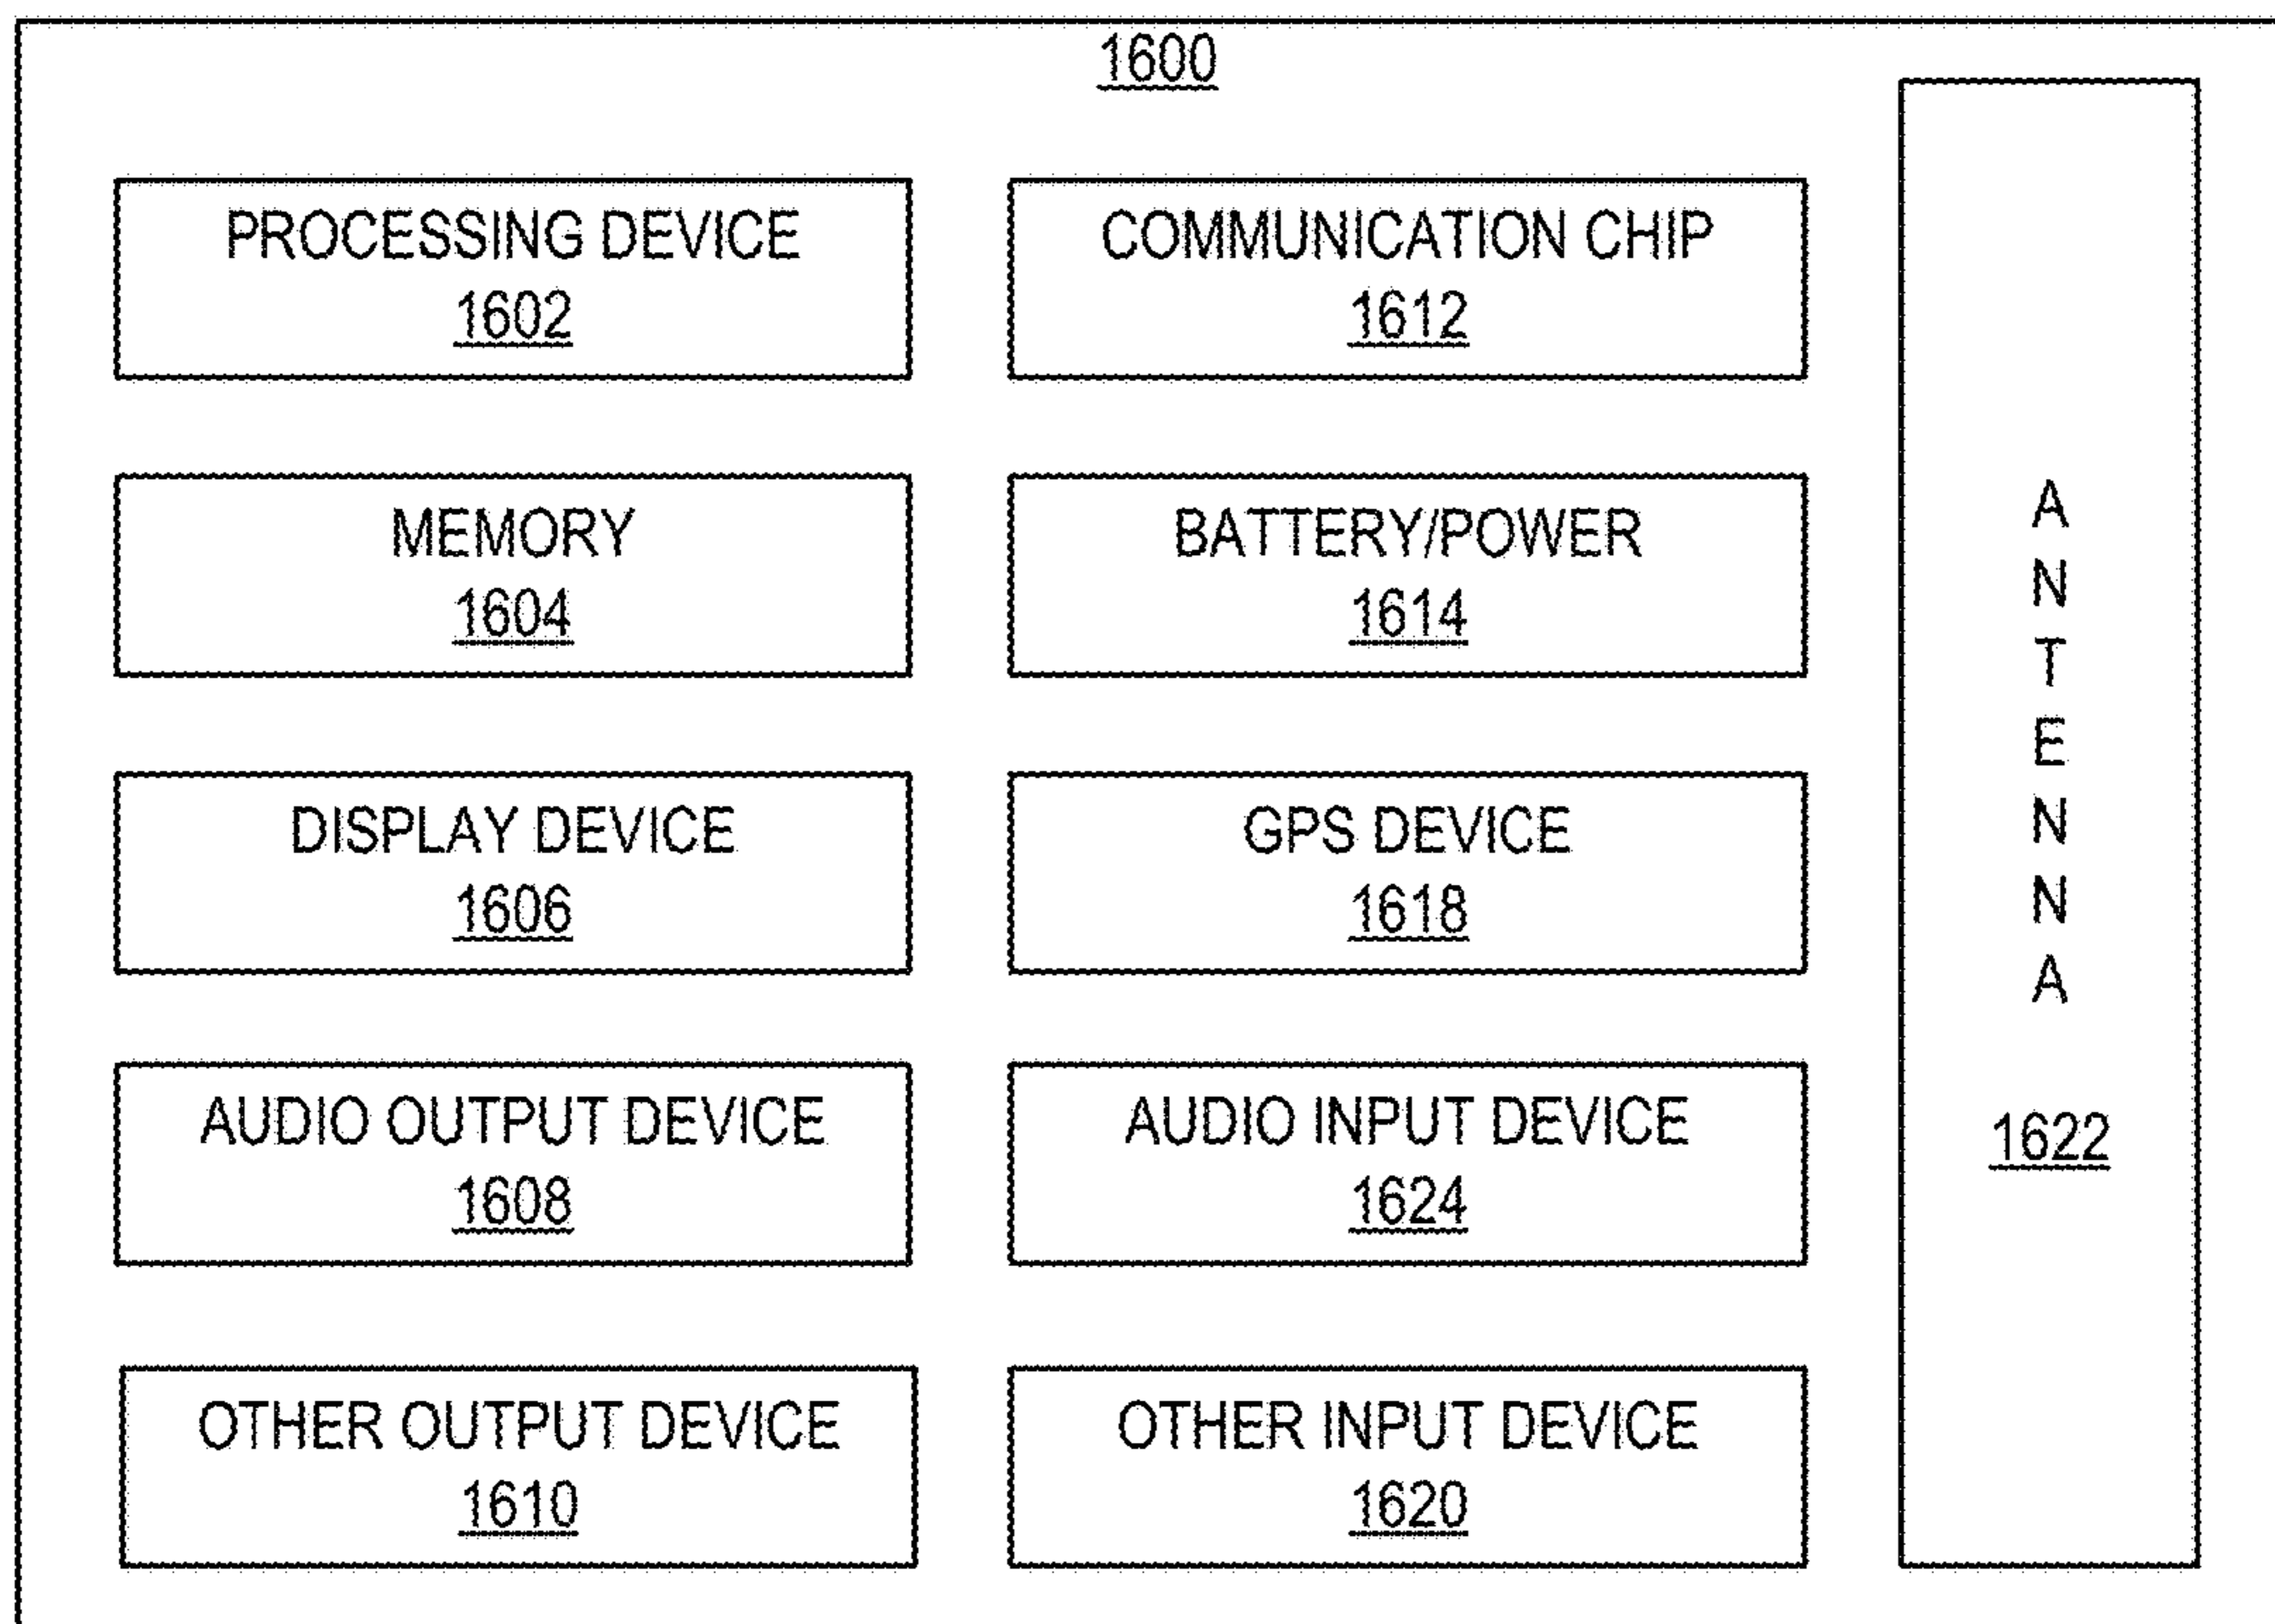 1600
PROCESSING DEVICE
1602
COMMUNICATION CHIP
1612
MEMORY
1604
BATTERY/POWER
1614
DISPLAY DEVICE
1606
GPS DEVICE
1618
AUDIO OUTPUT DEVICE
1608
AUDIO INPUT DEVICE
1624
OTHER OUTPUT DEVICE
1610
OTHER INPUT DEVICE
1620
ANTENNA
1622